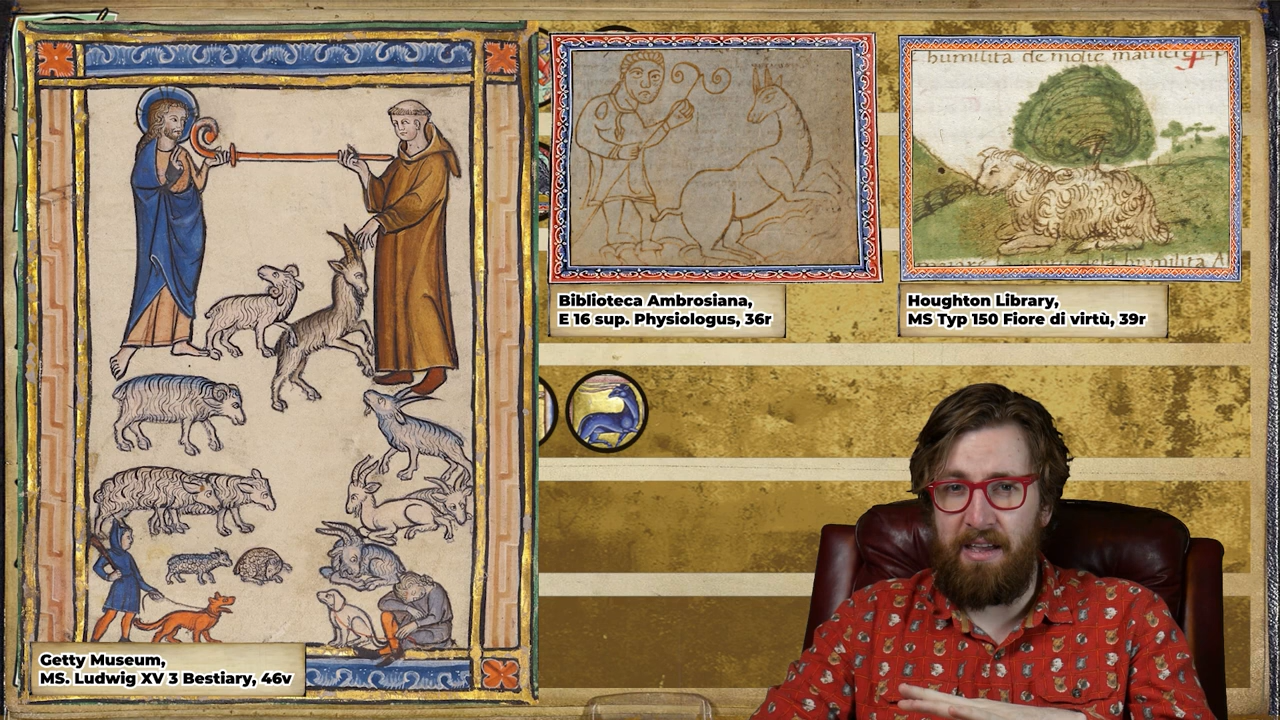 Getty Museum,
MS. Ludwig XV 3 Bestiary, 46v
Biblioteca Ambrosiana,
E 16 sup. Physiologus, 36r
humilita de molte
humilita
Houghton Library,
MS Typ 150 Fiore di virtù, 39r